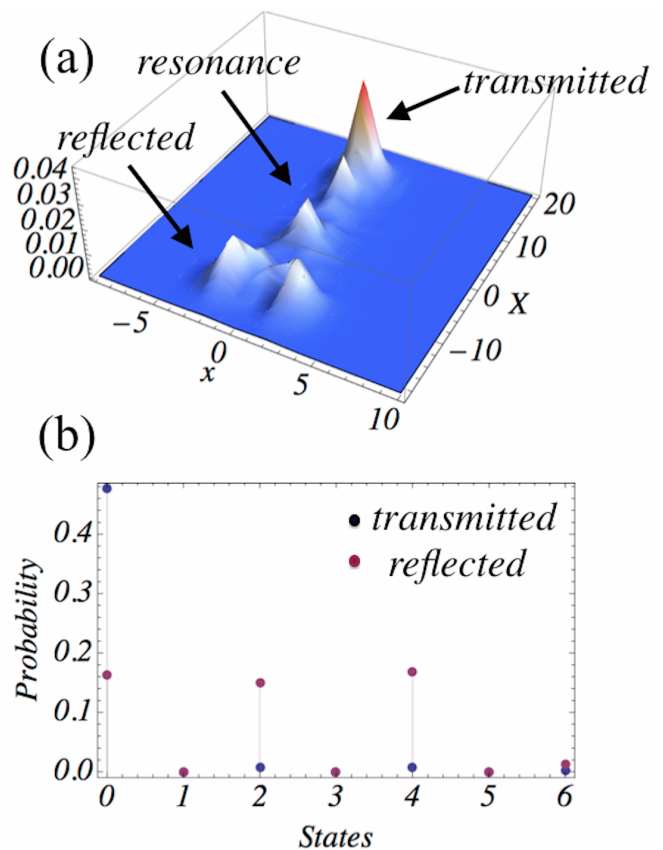 (a)
resonance
transmitted
reflected
0.04
0.03
0.02
0.01
0.00
20
10
0
-10
X
-5
0
5
10
x
(b)
0.4
0.3
0.2
0.1
0.0
Probability
transmitted
reflected
0 1 2 3 4 5 6
States